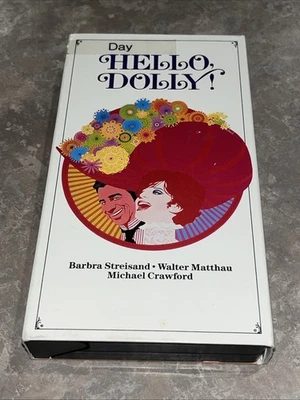 Day
HELLO,
DOLLY!
Barbra Streisand • Walter Matthau
Michael Crawford